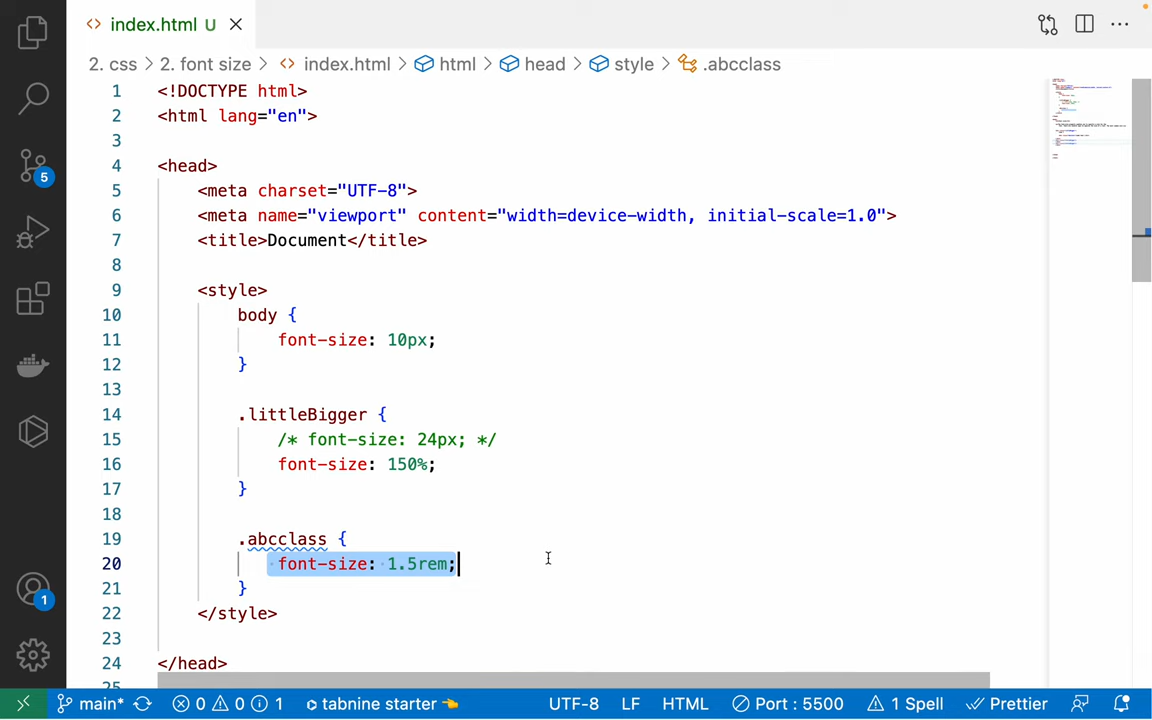 <> index.html U ×
2. css > 2. font size > <> index.html > html > head > style > .abcclass
1 <!DOCTYPE html>
2 <html lang="en">
3
4 <head>
5 <meta charset="UTF-8">
6 <meta name="viewport" content="width=device-width, initial-scale=1.0">
7 <title>Document</title>
8
9 <style>
10 body {
11 font-size: 10px;
12 }
13
14 .littleBigger {
15 /* font-size: 24px; */
16 font-size: 150%;
17 }
18
19 .abcclass {
20 font-size: 1.5rem;
21 }
22 </style>
23
24 </head>
25
5
1
main* 0 0 1 tabnine starter 👈 UTF-8 LF HTML Port : 5500 1 Spell Prettier